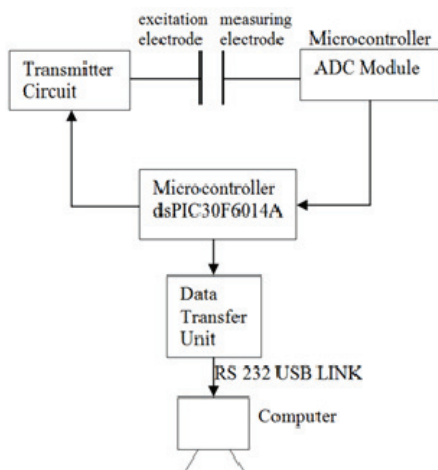 excitation
electrode
measuring
electrode
Microcontroller
Transmitter
Circuit
ADC Module
Microcontroller
dsPIC30F6014A
Data
Transfer
Unit
RS 232 USB LINK
Computer